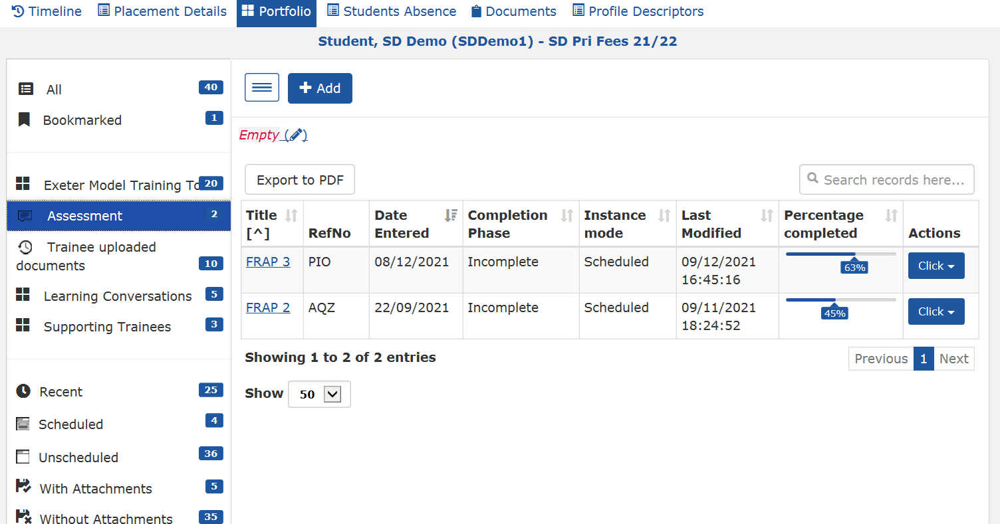 Timeline Placement Details Portfolio Students Absence Documents Profile Descriptors
Student, SD Demo (SDDemo1) - SD Pri Fees 21/22
All 40
Bookmarked 1
Exeter Model Training To 20
Assessment 2
Trainee uploaded
documents 10
Learning Conversations 5
Supporting Trainees 3
Recent 25
Scheduled 4
Unscheduled 36
With Attachments 5
Without Attachments 35
Add
Empty ( )
Export to PDF Search records here...
Title Date Completion Instance Last Percentage
[^] RefNo Entered Phase mode Modified completed Actions
FRAP 3 PIO 08/12/2021 Incomplete Scheduled 09/12/2021 63% Click
16:45:16
FRAP 2 AQZ 22/09/2021 Incomplete Scheduled 09/11/2021 45% Click
18:24:52
Showing 1 to 2 of 2 entries Previous 1 Next
Show 50